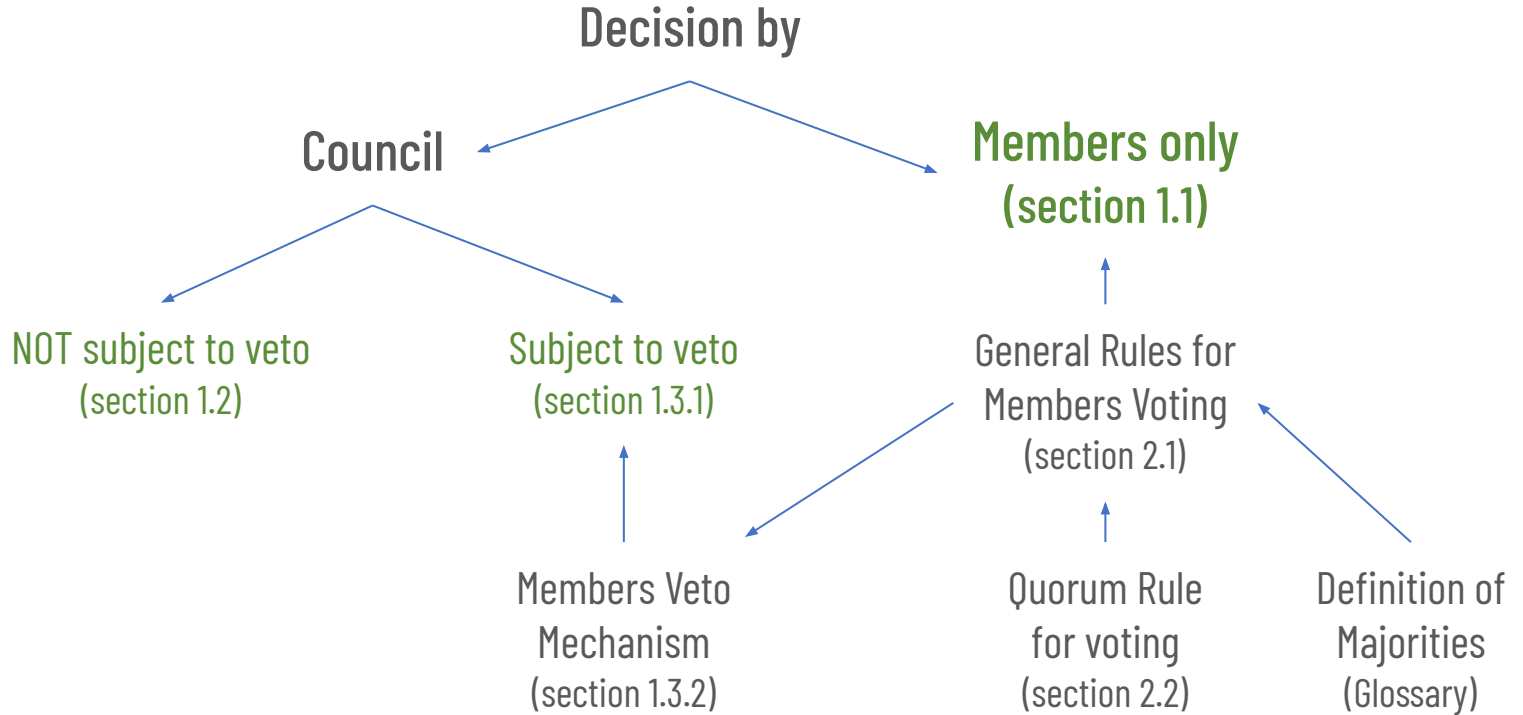 Decision by
Council
Members only
(section 1.1)
NOT subject to veto
(section 1.2)
Subject to veto
(section 1.3.1)
General Rules for
Members Voting
(section 2.1)
Members Veto
Mechanism
(section 1.3.2)
Quorum Rule
for voting
(section 2.2)
Definition of
Majorities
(Glossary)